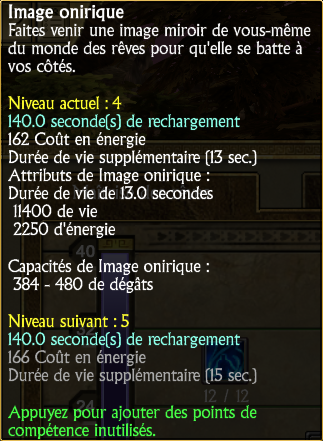 Image onirique
Faites venir une image miroir de vous-même
du monde des rêves pour qu'elle se batte à
vos côtés.
Niveau actuel : 4
140.0 seconde(s) de rechargement
162 Coût en énergie
Durée de vie supplémentaire (13 sec.)
Attributs de Image onirique :
Durée de vie de 13.0 secondes
11400 de vie
2250 d'énergie
40
Capacités de Image onirique :
384 - 480 de dégâts
Niveau suivant : 5
140.0 seconde(s) de rechargement
166 Coût en énergie
Durée de vie supplémentaire (15 sec.)
12 / 12
24
Appuyez pour ajouter des points de
compétence inutilisés.